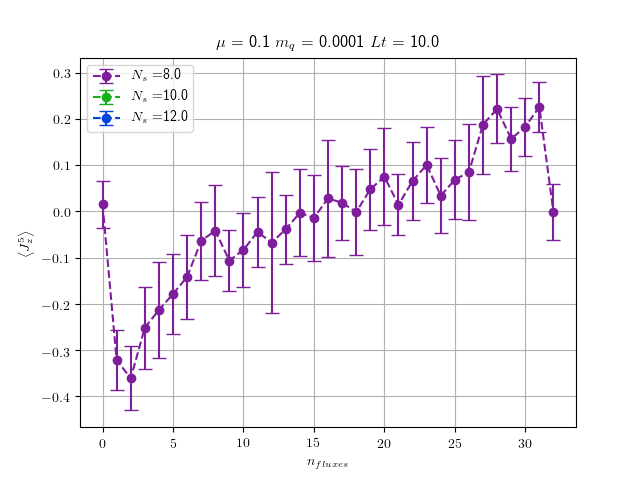 μ = 0.1 m_q = 0.0001 Lt = 10.0
N_s =8.0
N_s =10.0
N_s =12.0
⟨J_z^5⟩
0.3
0.2
0.1
0.0
−0.1
−0.2
−0.3
−0.4
0 5 10 15 20 25 30
n_{fluxes}